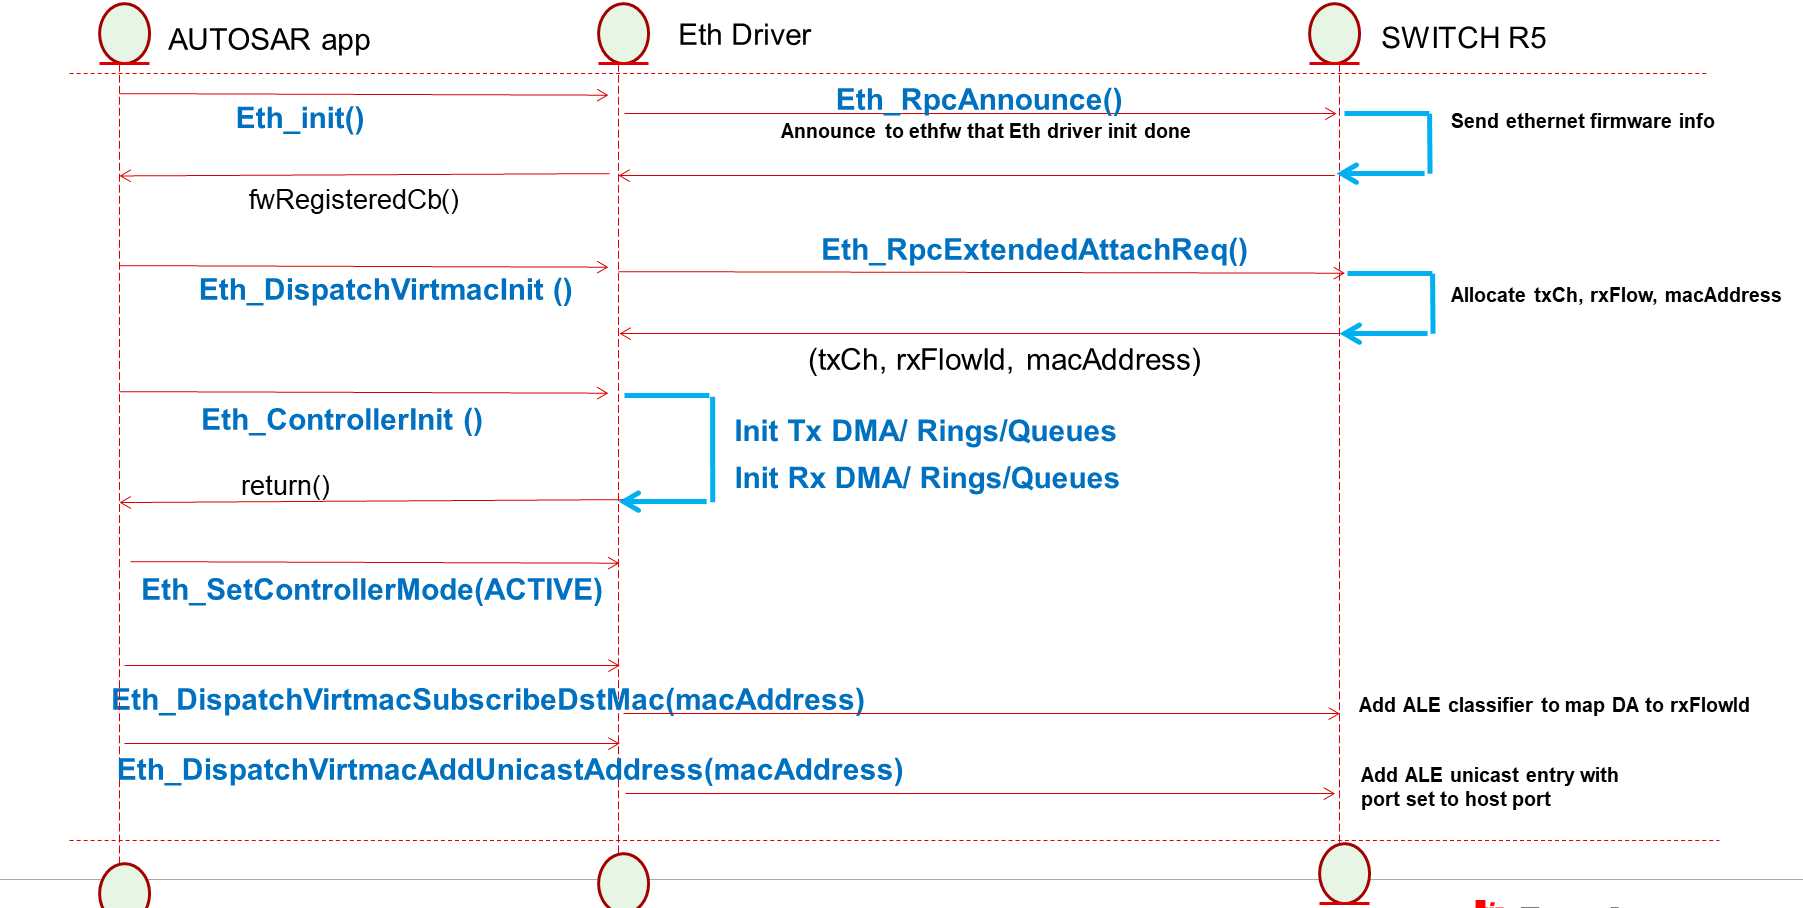 AUTOSAR app
Eth Driver
SWITCH R5
Eth_init()
Eth_RpcAnnounce()
Announce to ethfw that Eth driver init done
Send ethernet firmware info
fwRegisteredCb()
Eth_RpcExtendedAttachReq()
Eth_DispatchVirtmacInit ()
Allocate txCh, rxFlow, macAddress
(txCh, rxFlowId, macAddress)
Eth_ControllerInit ()
Init Tx DMA/ Rings/Queues
Init Rx DMA/ Rings/Queues
return()
Eth_SetControllerMode(ACTIVE)
Eth_DispatchVirtmacSubscribeDstMac(macAddress)
Add ALE classifier to map DA to rxFlowId
Eth_DispatchVirtmacAddUnicastAddress(macAddress)
Add ALE unicast entry with
port set to host port